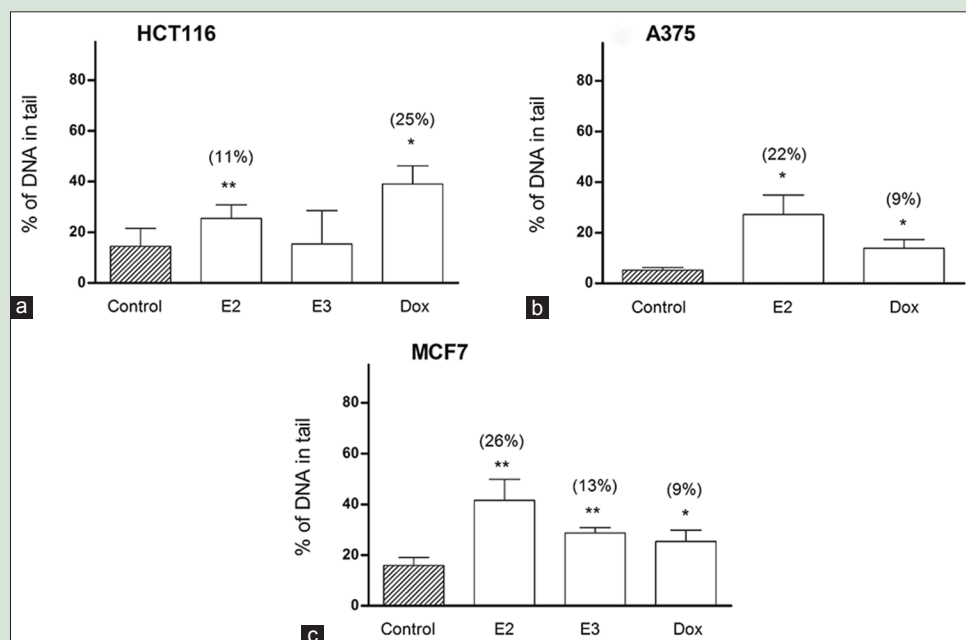 HCT116
% of DNA in tail
80
60
40
20
0
(11%)
**
(25%)
*
Control E2 E3 Dox
a
A375
% of DNA in tail
80
60
40
20
0
(22%)
*
(9%)
*
Control E2 Dox
b
MCF7
% of DNA in tail
80
60
40
20
0
(26%)
**
(13%)
**
(9%)
*
Control E2 E3 Dox
c